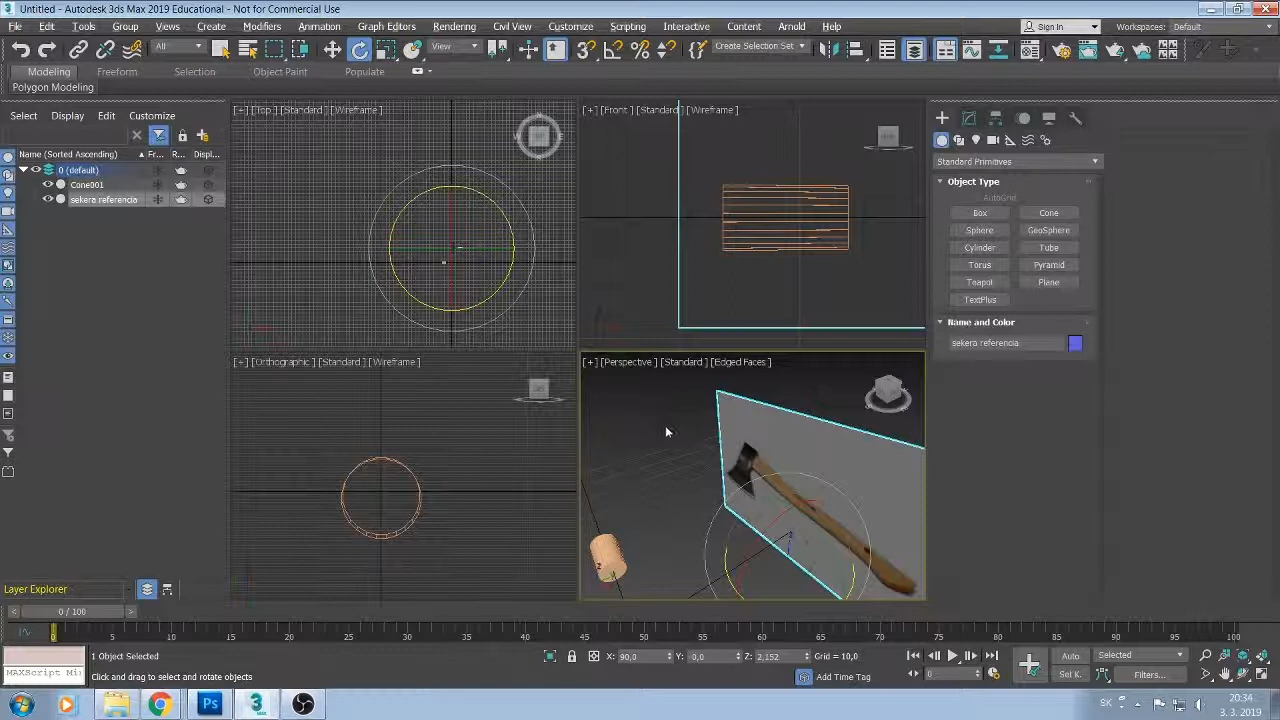 Untitled - Autodesk 3ds Max 2019 Educational - Not for Commercial Use
File Edit Tools Group Views Create Modifiers Animation Graph Editors Rendering Civil View Customize Scripting Interactive Content Arnold Help Sign In Workspaces: Default
All View Create Selection Set
Modeling Freeform Selection Object Paint Populate
Polygon Modeling
Select Display Edit Customize
Name (Sorted Ascending) Fr... R... Displ...
0 (default)
Cone001
sekera referencia
[+] [Top] [Standard] [Wireframe]
[+] [Front] [Standard] [Wireframe]
[+] [Orthographic] [Standard] [Wireframe]
[+] [Perspective] [Standard] [Edged Faces]
Standard Primitives
Object Type
AutoGrid
Box Cone
Sphere GeoSphere
Cylinder Tube
Torus Pyramid
Teapot Plane
TextPlus
Name and Color
sekera referencia
Layer Explorer
0 / 100
0 5 10 15 20 25 30 35 40 45 50 55 60 65 70 75 80 85 90 95 100
1 Object Selected X: 90,0 Y: 0,0 Z: 2,152 Grid = 10,0 Auto Selected
MAXScript Mi Click and drag to select and rotate objects Add Time Tag 0 Set K. Filters...
SK 20:34
3. 3. 2019